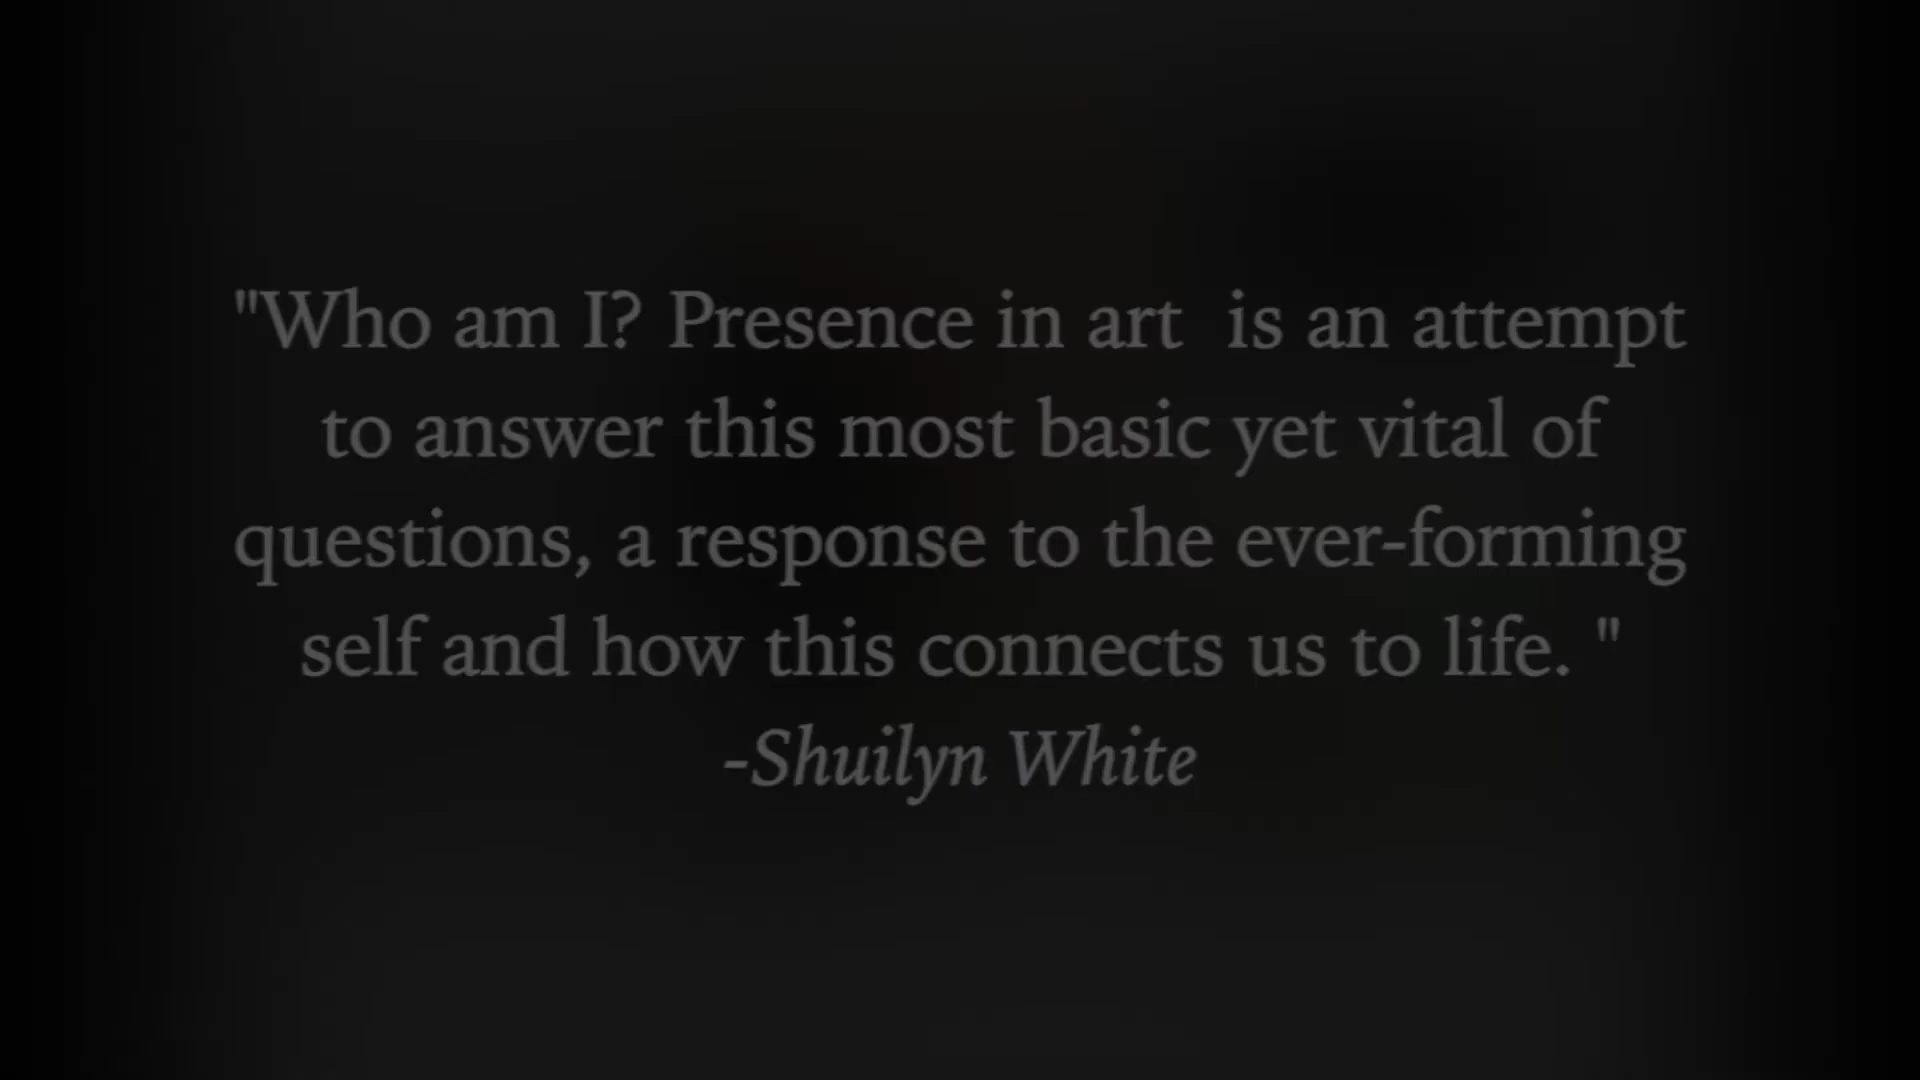 "Who am I? Presence in art  is an attempt
to answer this most basic yet vital of
questions, a response to the ever-forming
self and how this connects us to life. "
-Shuilyn White